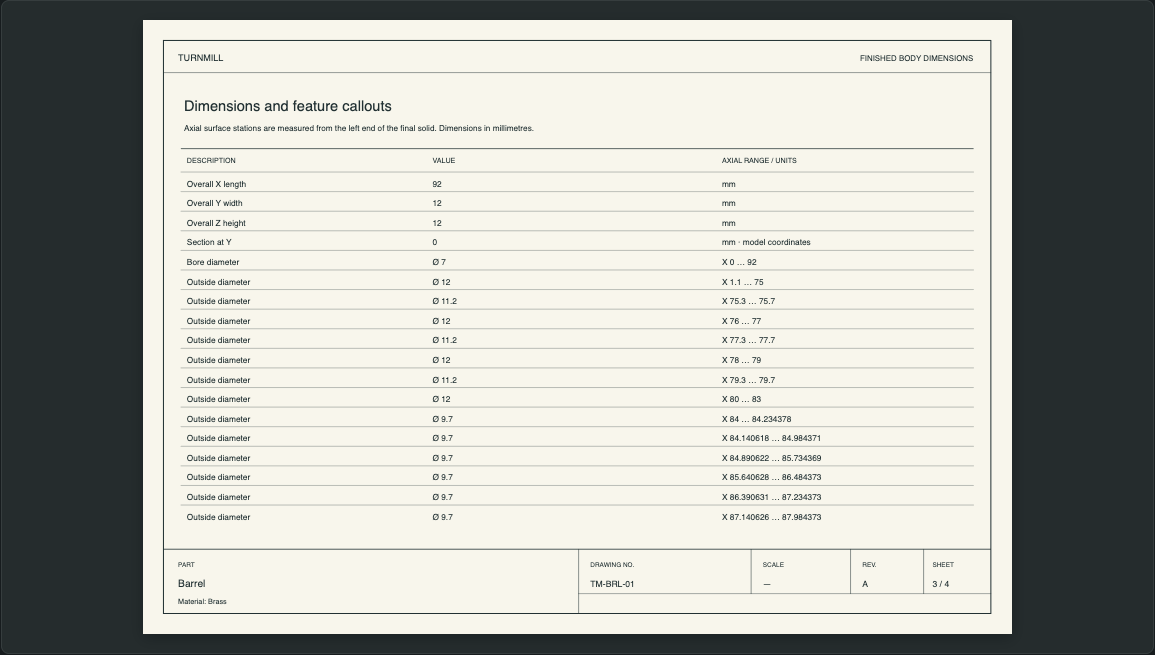 TURNMILL FINISHED BODY DIMENSIONS
Dimensions and feature callouts
Axial surface stations are measured from the left end of the final solid. Dimensions in millimetres.
DESCRIPTION VALUE AXIAL RANGE / UNITS
Overall X length 92 mm
Overall Y width 12 mm
Overall Z height 12 mm
Section at Y 0 mm · model coordinates
Bore diameter Ø 7 X 0 … 92
Outside diameter Ø 12 X 1.1 … 75
Outside diameter Ø 11.2 X 75.3 … 75.7
Outside diameter Ø 12 X 76 … 77
Outside diameter Ø 11.2 X 77.3 … 77.7
Outside diameter Ø 12 X 78 … 79
Outside diameter Ø 11.2 X 79.3 … 79.7
Outside diameter Ø 12 X 80 … 83
Outside diameter Ø 9.7 X 84 … 84.234378
Outside diameter Ø 9.7 X 84.140618 … 84.984371
Outside diameter Ø 9.7 X 84.890622 … 85.734369
Outside diameter Ø 9.7 X 85.640628 … 86.484373
Outside diameter Ø 9.7 X 86.390631 … 87.234373
Outside diameter Ø 9.7 X 87.140626 … 87.984373
PART DRAWING NO. SCALE REV. SHEET
Barrel TM-BRL-01 — A 3 / 4
Material: Brass